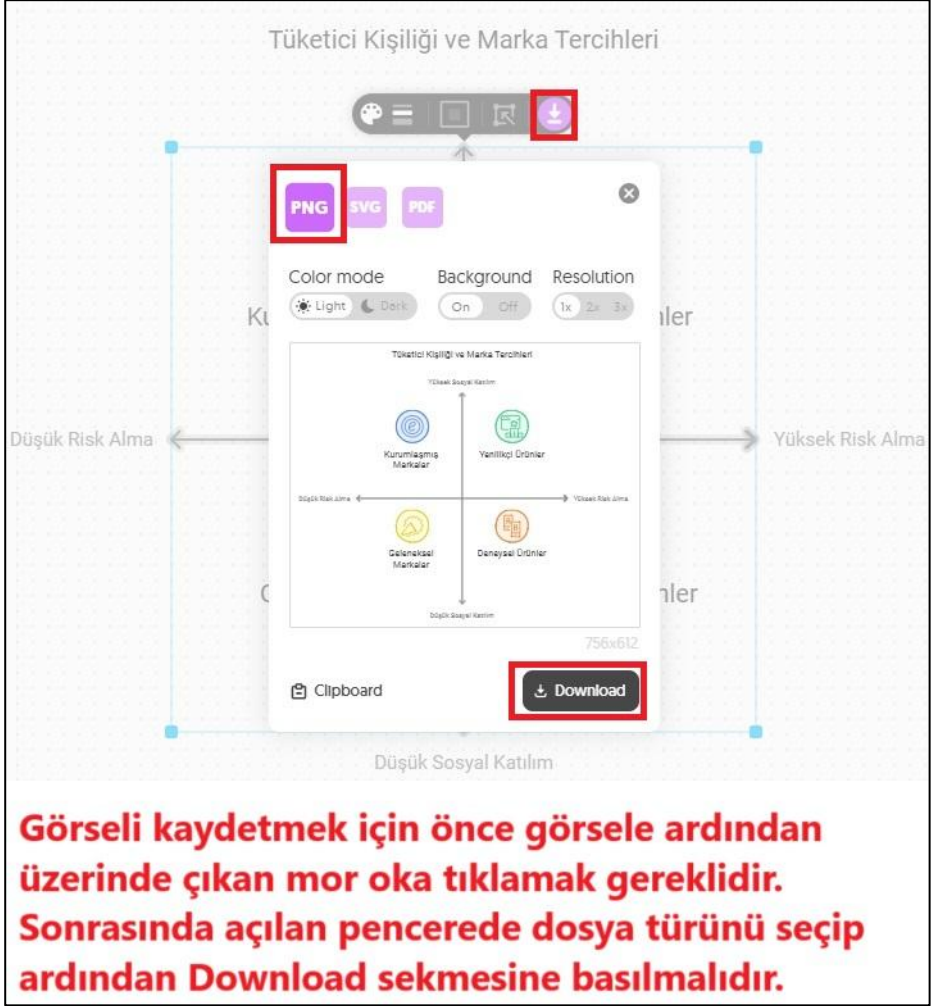 Tüketici Kişiliği ve Marka Tercihleri
PNG SVG PDF
Color mode Background Resolution
Light Dark On Off 1x 2x 3x
Tüketici Kişiliği ve Marka Tercihleri
Yüksek Sosyal Katılım
Kurumlaşmış
Markalar
Yenilikçi Ürünler
Düşük Risk Alma
Yüksek Risk Alma
Düşük Risk Alma
Yüksek Risk Alma
Geleneksel
Markalar
Deneysel Ürünler
Düşük Sosyal Katılım
756x612
Clipboard
Download
Düşük Sosyal Katılım
Görseli kaydetmek için önce görsele ardından
üzerinde çıkan mor oka tıklamak gereklidir.
Sonrasında açılan pencerede dosya türünü seçip
ardından Download sekmesine basılmalıdır.